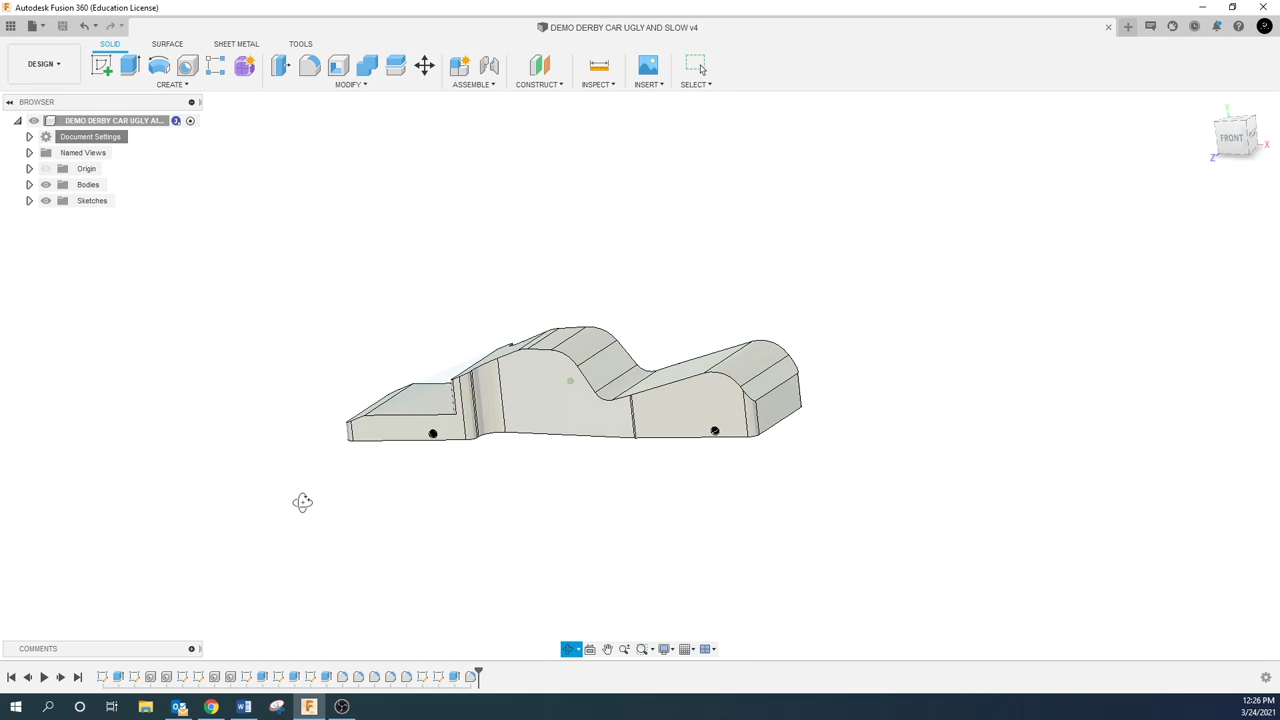 Autodesk Fusion 360 (Education License)
DEMO DERBY CAR UGLY AND SLOW v4
SOLID SURFACE SHEET METAL TOOLS
DESIGN
CREATE MODIFY ASSEMBLE CONSTRUCT INSPECT INSERT SELECT
BROWSER
DEMO DERBY CAR UGLY AI...
Document Settings
Named Views
Origin
Bodies
Sketches
Y
FRONT
X
Z
COMMENTS
12:26 PM
3/24/2021